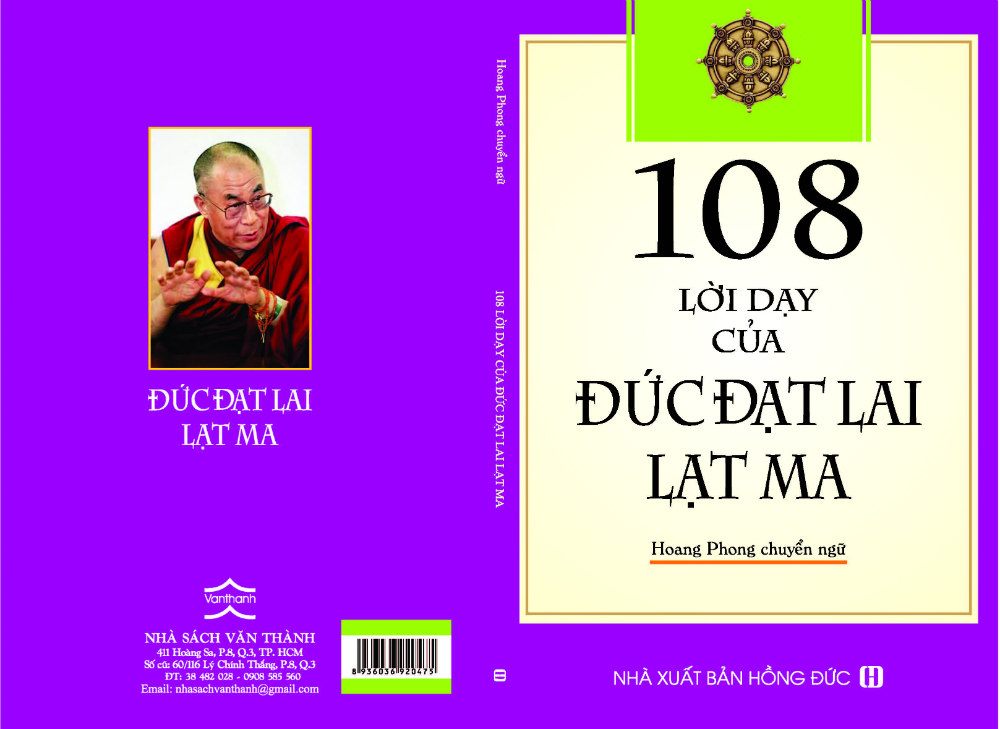 ĐỨC ĐẠT LAI
LẠT MA
Vanthanh
NHÀ SÁCH VĂN THÀNH
411 Hoàng Sa, P.8, Q.3, TP. HCM
Số cũ: 60/116 Lý Chính Thắng, P.8, Q.3
ĐT: 38 482 028 - 0908 585 560
Email: nhasachvanthanh@gmail.com
8 936036 920475
Hoang Phong chuyển ngữ
108 LỜI DẠY CỦA ĐỨC ĐẠT LAI LẠT MA
108
LỜI DẠY
CỦA
ĐỨC ĐẠT LAI
LẠT MA
Hoang Phong chuyển ngữ
NHÀ XUẤT BẢN HỒNG ĐỨC